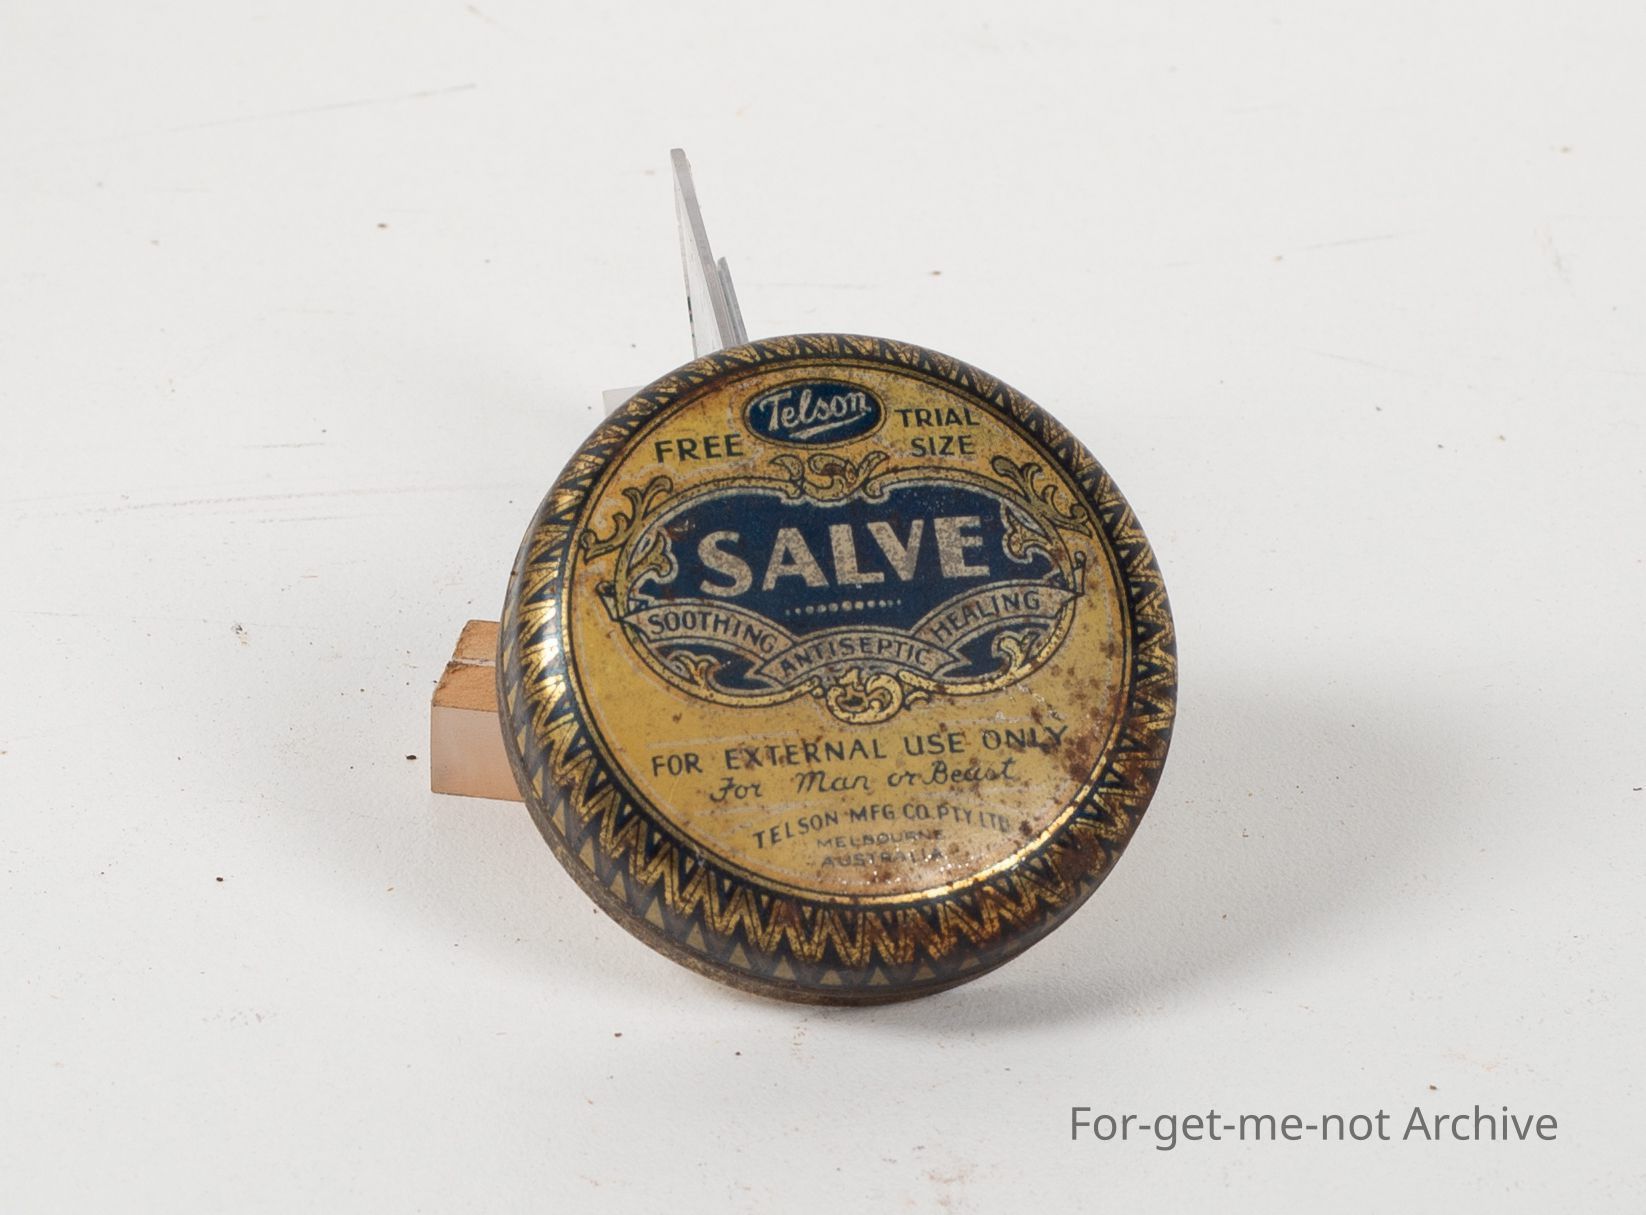 Telson
FREE
TRIAL
SIZE
SALVE
SOOTHING
ANTISEPTIC
HEALING
FOR EXTERNAL USE ONLY
For Man or Beast
TELSON MFG CO. PTY LTD
MELBOURNE
AUSTRALIA
For-get-me-not Archive